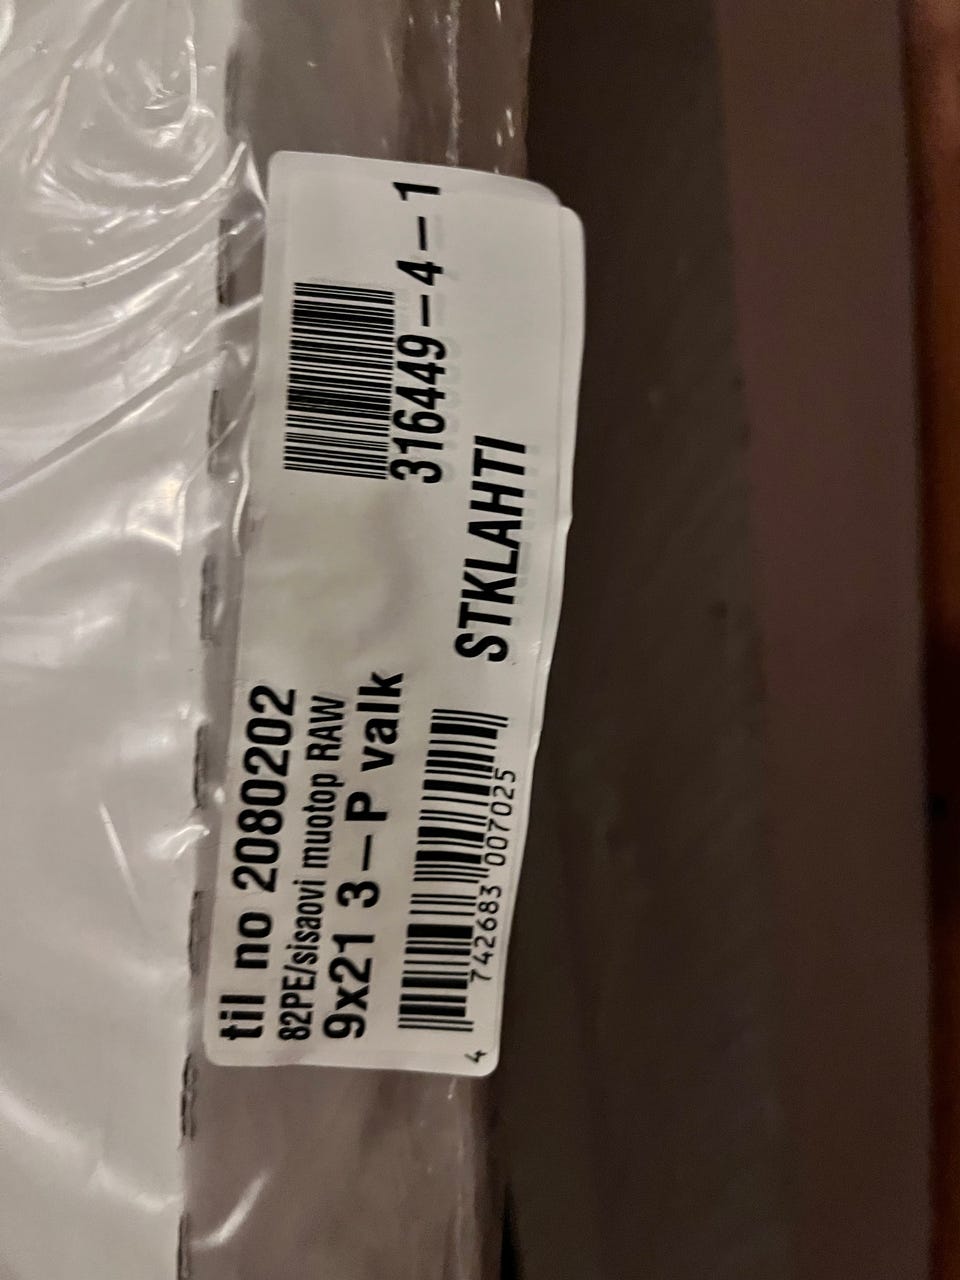 til no 2080202
82PE/sisaovi muotop RAW
9x21 3-P valk
4 742683 007025
316449-4-1
STKLAHTI